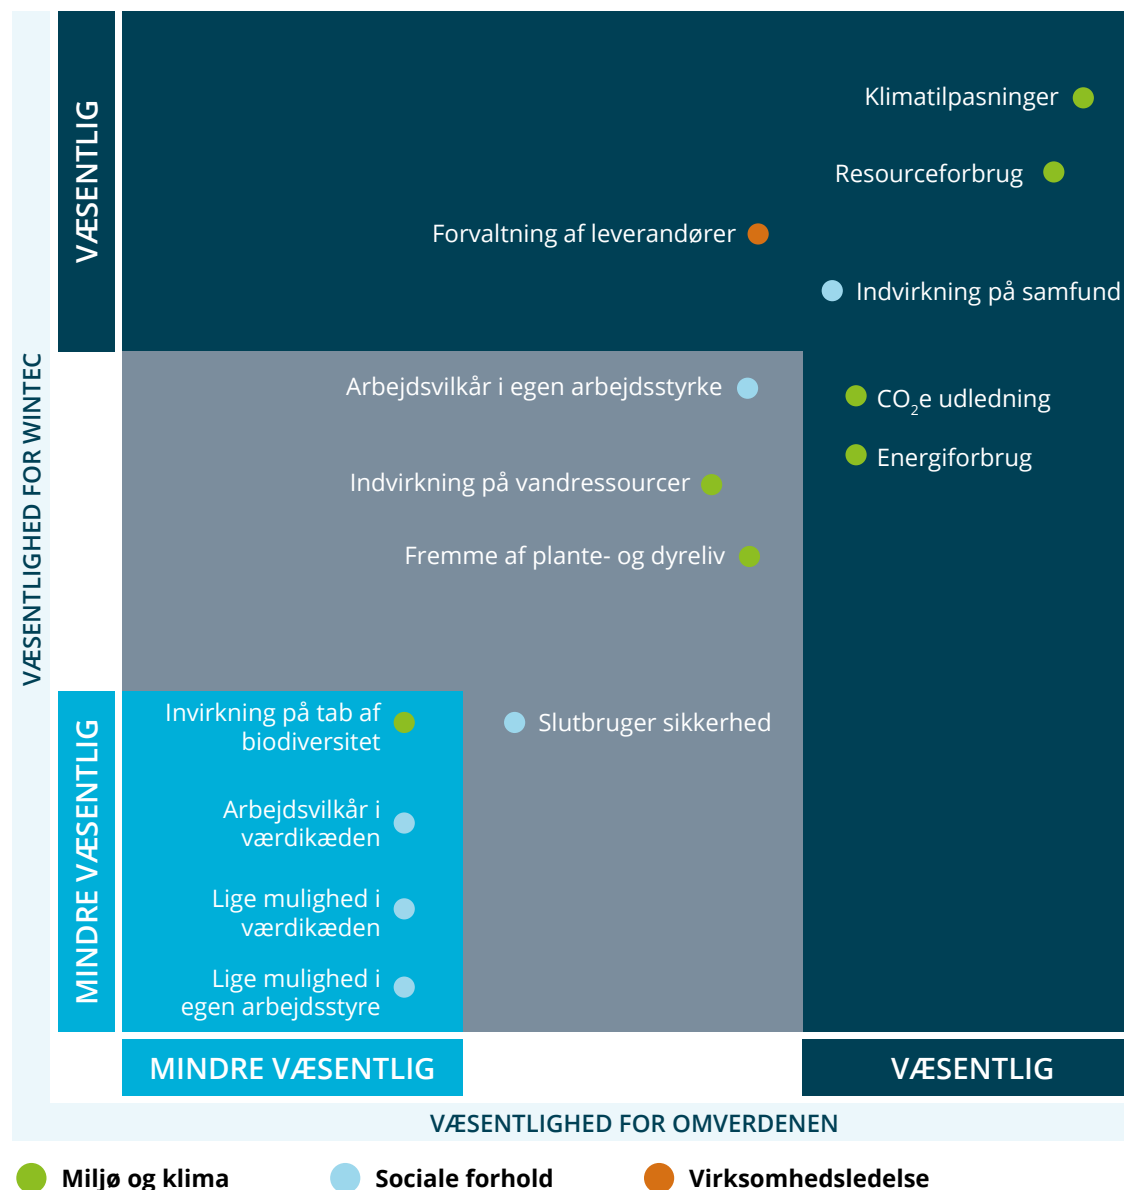 VÆSENTLIGHED FOR WINTEC
VÆSENTLIG
MINDRE VÆSENTLIG
Klimatilpasninger
Resourceforbrug
Forvaltning af leverandører
Indvirkning på samfund
Arbejdsvilkår i egen arbejdsstyrke
CO₂e udledning
Energiforbrug
Indvirkning på vandressourcer
Fremme af plante- og dyreliv
Invirkning på tab af
biodiversitet
Slutbruger sikkerhed
Arbejdsvilkår i
værdikæden
Lige mulighed i
værdikæden
Lige mulighed i
egen arbejdsstyre
MINDRE VÆSENTLIG
VÆSENTLIG
VÆSENTLIGHED FOR OMVERDENEN
Miljø og klima
Sociale forhold
Virksomhedsledelse